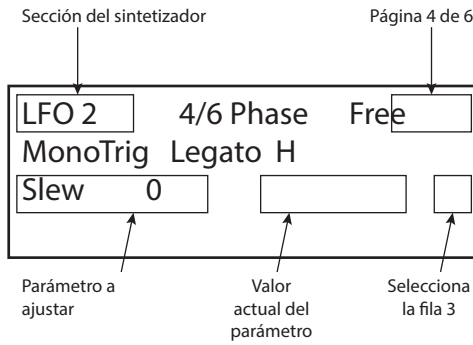 Sección del sintetizador Página 4 de 6
LFO 2 4/6 Phase Free
MonoTrig Legato H
Slew 0
Parámetro a
ajustar
Valor
actual del
parámetro
Selecciona
la fila 3